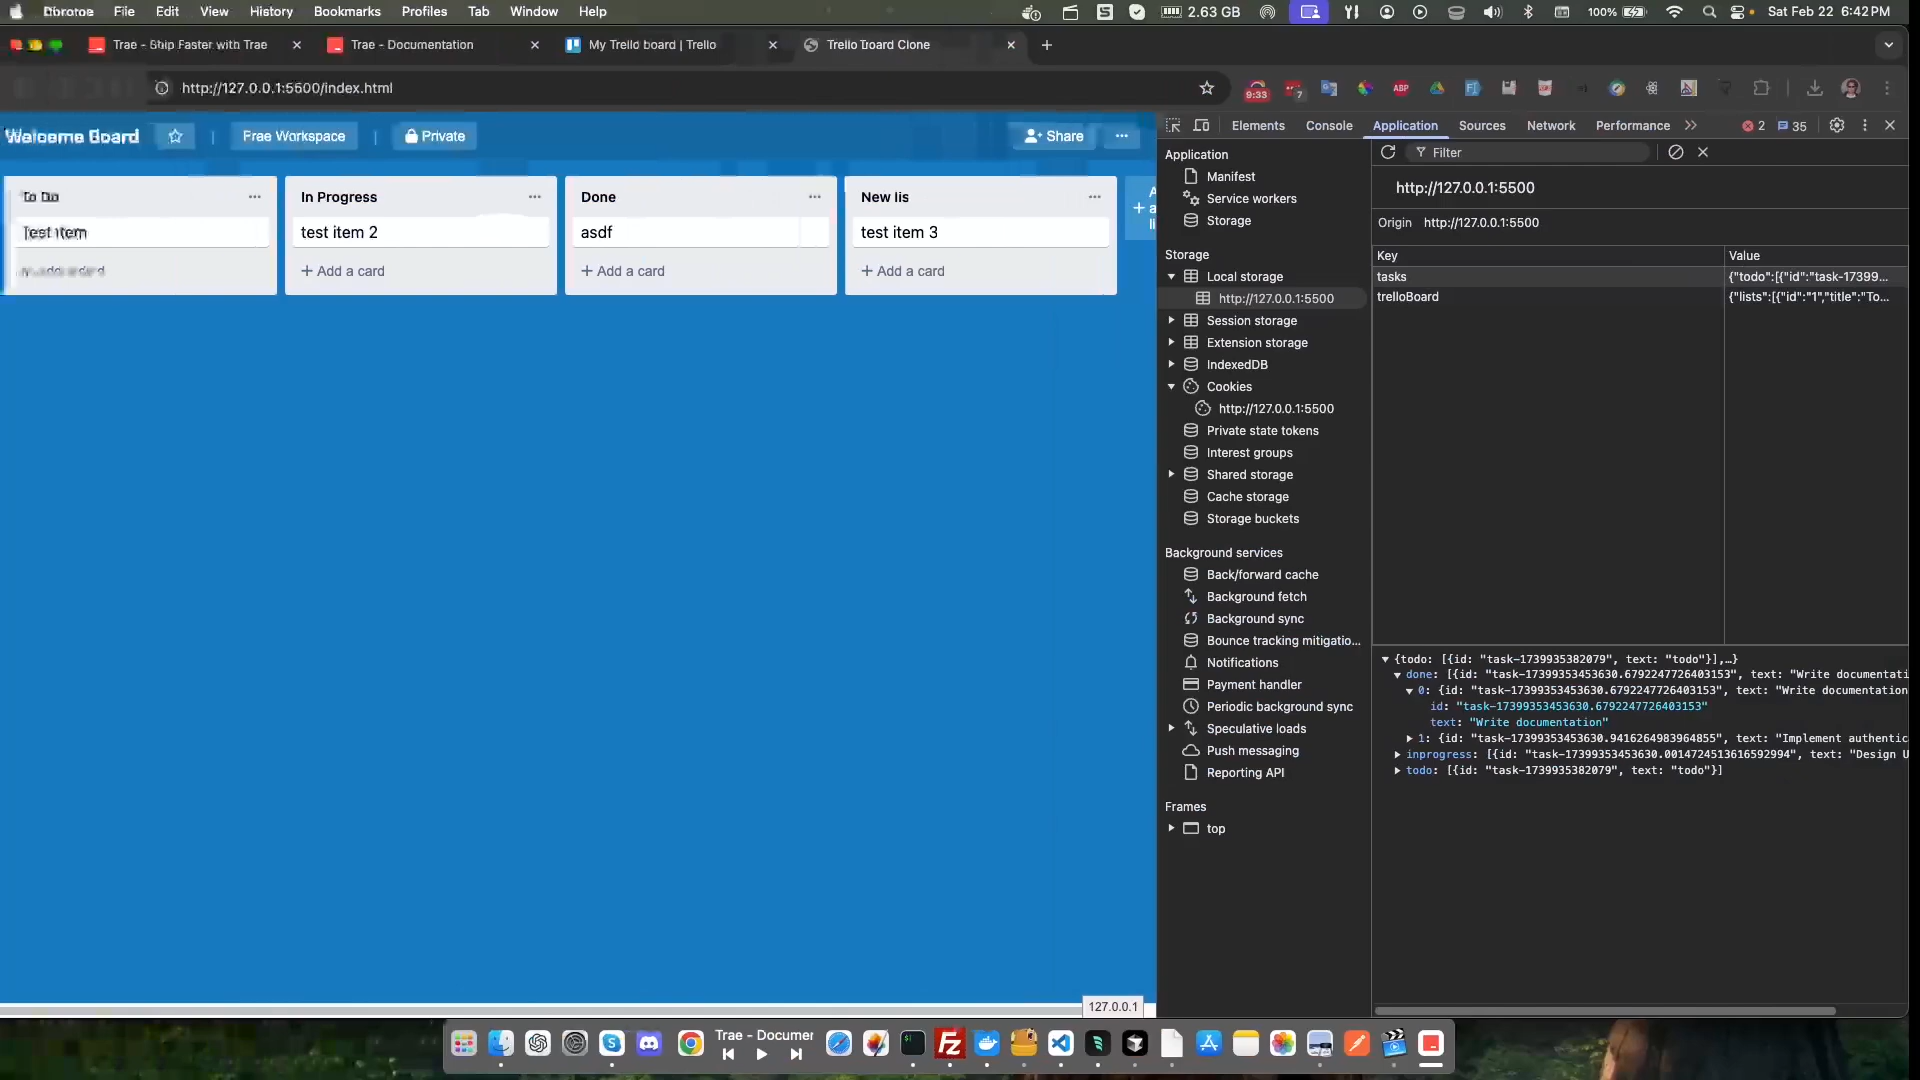 File Edit View History Bookmarks Profiles Tab Window Help
2.63 GB 100% Sat Feb 22 6:42 PM
Trae - Ship Faster with Trae
Trae - Documentation
My Trello board | Trello
Trello Board Clone
http://127.0.0.1:5500/index.html
9:33 7 ABP
Welcome Board | Frae Workspace | Private Share ...
To Do ...
Test item
In Progress ...
test item 2
+ Add a card
Done ...
asdf
+ Add a card
New lis ...
test item 3
+ Add a card
+
127.0.0.1
Elements Console Application Sources Network Performance 2 35
Application
Manifest
Service workers
Storage
Storage
Local storage
http://127.0.0.1:5500
Session storage
Extension storage
IndexedDB
Cookies
http://127.0.0.1:5500
Private state tokens
Interest groups
Shared storage
Cache storage
Storage buckets
Background services
Back/forward cache
Background fetch
Background sync
Bounce tracking mitigatio...
Notifications
Payment handler
Periodic background sync
Speculative loads
Push messaging
Reporting API
Frames
top
Filter
http://127.0.0.1:5500
Origin http://127.0.0.1:5500
Key Value
tasks {"todo":[{"id":"task-17399...
trelloBoard {"lists":[{"id":"1","title":"To...
{todo: [{id: "task-1739935382079", text: "todo"}],…}
done: [{id: "task-17399353453630.6792247726403153", text: "Write documentati
0: {id: "task-17399353453630.6792247726403153", text: "Write documentation
id: "task-17399353453630.6792247726403153"
text: "Write documentation"
1: {id: "task-17399353453630.9416264983964855", text: "Implement authentic
inprogress: [{id: "task-17399353453630.0014724513616592994", text: "Design U
todo: [{id: "task-1739935382079", text: "todo"}]
Trae - Documer